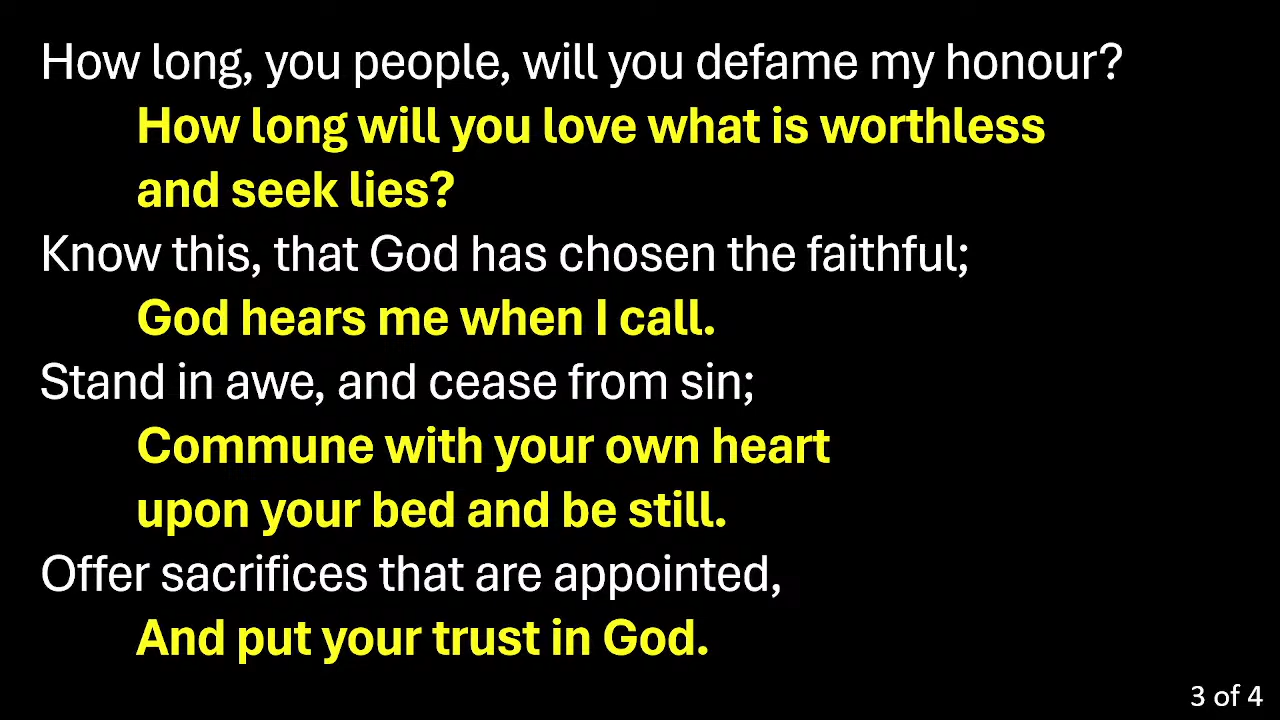 How long, you people, will you defame my honour?
How long will you love what is worthless
and seek lies?
Know this, that God has chosen the faithful;
God hears me when I call.
Stand in awe, and cease from sin;
Commune with your own heart
upon your bed and be still.
Offer sacrifices that are appointed,
And put your trust in God.
3 of 4